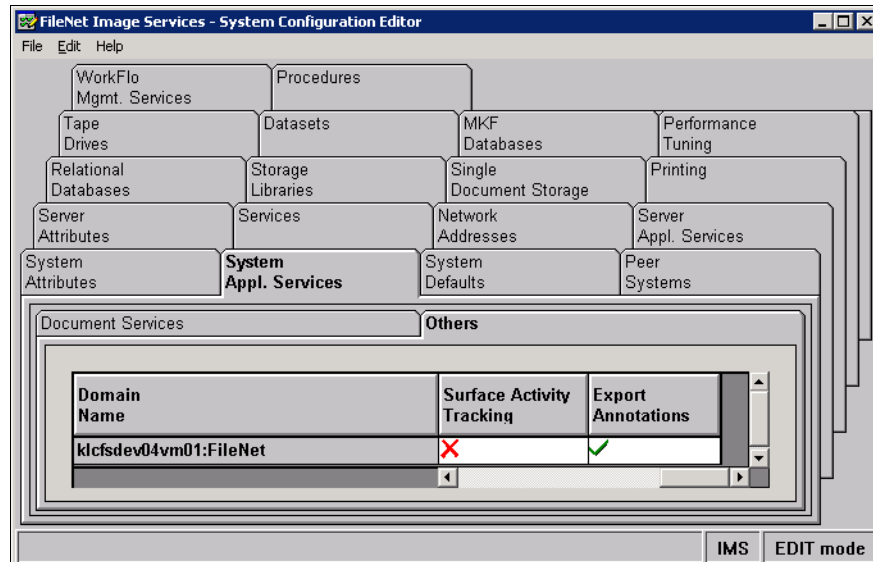 FileNet Image Services - System Configuration Editor
File Edit Help
WorkFlo
Mgmt. Services
Procedures
Tape
Drives
Datasets
MKF
Databases
Performance
Tuning
Relational
Databases
Storage
Libraries
Single
Document Storage
Printing
Server
Attributes
Services
Network
Addresses
Server
Appl. Services
System
Attributes
System
Appl. Services
System
Defaults
Peer
Systems
Document Services
Others
Domain
Name
Surface Activity
Tracking
Export
Annotations
klcfsdev04vm01:FileNet
IMS
EDIT mode